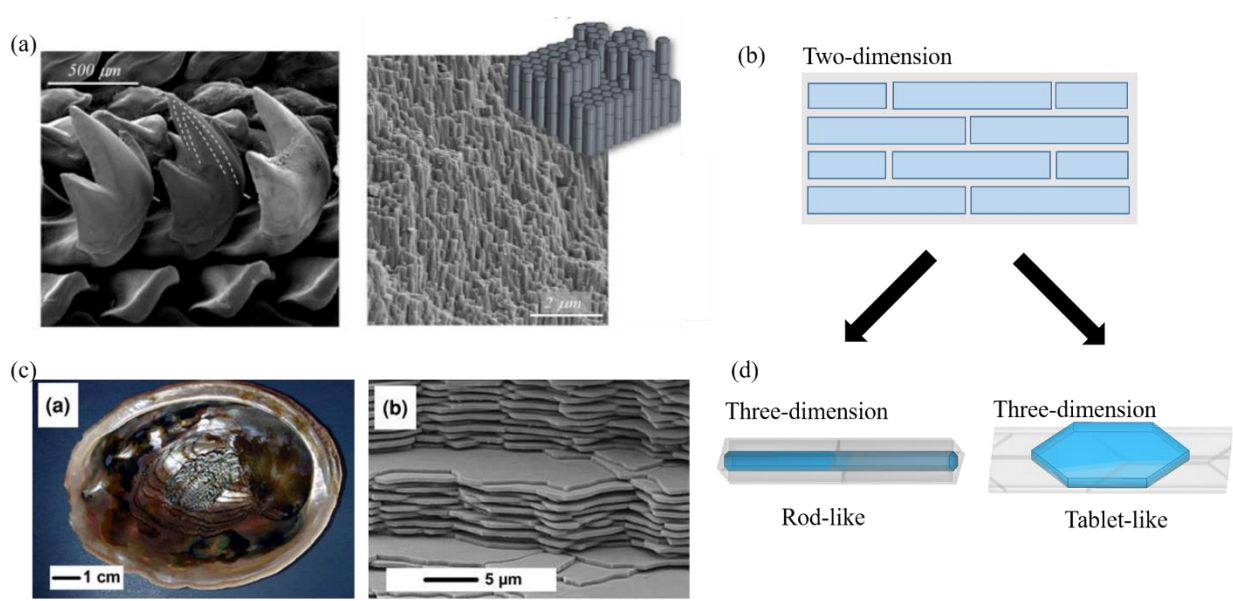 (a)
500 μm
2 μm
(b)
Two-dimension
(c)
(a)
1 cm
(b)
5 μm
(d)
Three-dimension
Rod-like
Three-dimension
Tablet-like